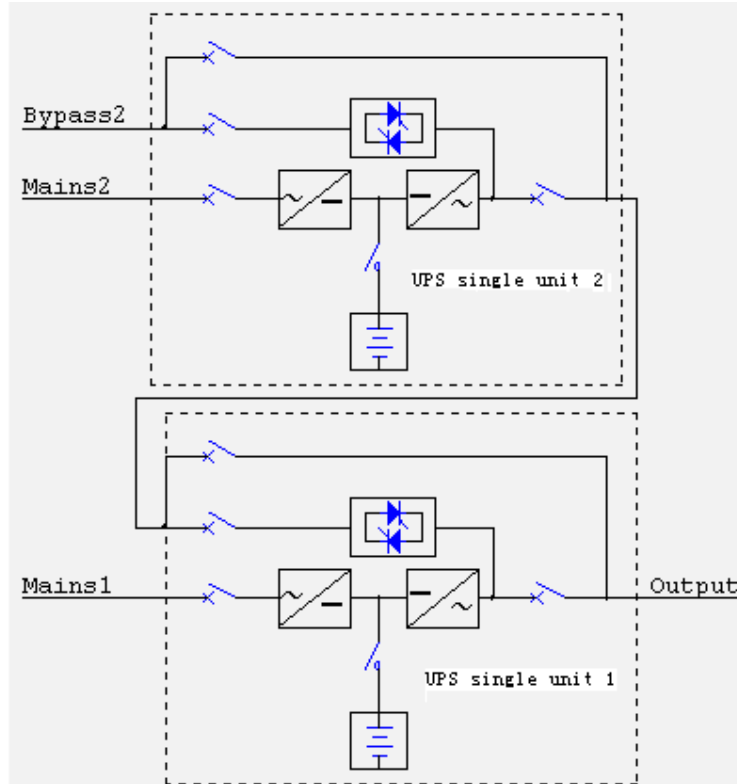 Bypass2
Mains2
UPS single unit 2
Mains1
Output
UPS single unit 1